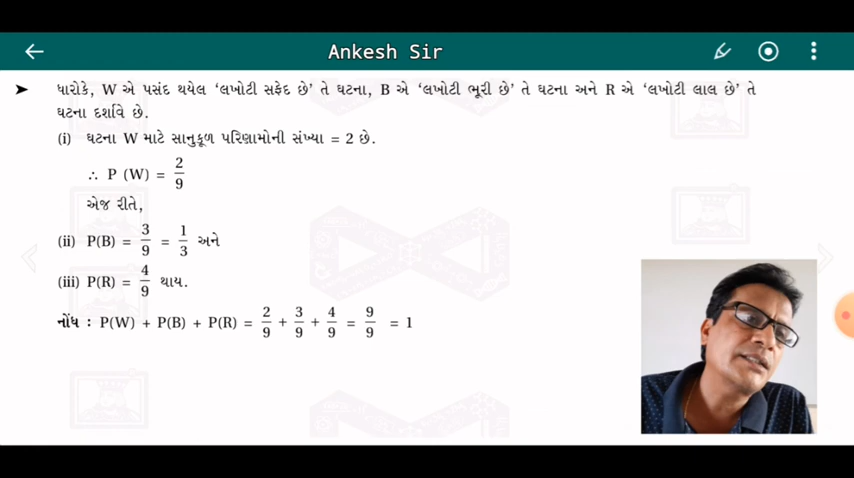 Ankesh Sir
➤ ધારોકે, W એ પસંદ થયેલ ‘લખોટી સફેદ છે’ તે ઘટના, B એ ‘લખોટી ભૂરી છે’ તે ઘટના અને R એ ‘લખોટી લાલ છે’ તે
ઘટના દર્શાવે છે.
(i) ઘટના W માટે સાનુકૂળ પરિણામોની સંખ્યા = 2 છે.
∴ P (W) = 2/9
એજ રીતે,
(ii) P(B) = 3/9 = 1/3 અને
(iii) P(R) = 4/9 થાય.
નોંધ : P(W) + P(B) + P(R) = 2/9 + 3/9 + 4/9 = 9/9 = 1